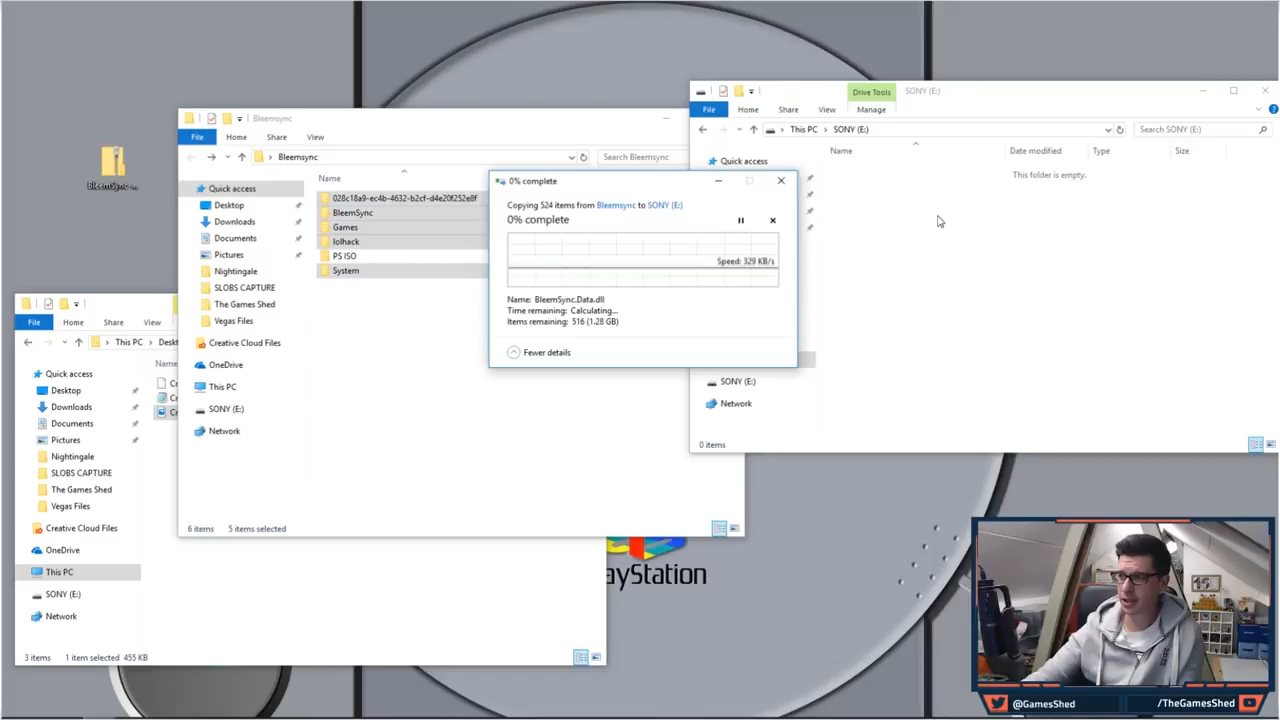 BleemSync-...
Bleemsync
File
Home
Share
View
Bleemsync
Search Bleemsync
Name
Quick access
Desktop
Downloads
Documents
Pictures
Nightingale
SLOBS CAPTURE
The Games Shed
Vegas Files
Creative Cloud Files
OneDrive
This PC
SONY (E:)
Network
028c18a9-ec4b-4632-b2cf-d4e20f252e8f
BleemSync
Games
lolhack
PS ISO
System
6 items
5 items selected
0% complete
Copying 524 items from Bleemsync to SONY (E:)
0% complete
Speed: 329 KB/s
Name: BleemSync.Data.dll
Time remaining: Calculating...
Items remaining: 516 (1.28 GB)
Fewer details
Drive Tools
SONY (E:)
File
Home
Share
View
Manage
This PC
SONY (E:)
Search SONY (E:)
Name
Date modified
Type
Size
Quick access
This folder is empty.
SONY (E:)
Network
0 items
File
Home
Share
View
This PC
Quick access
Desktop
Downloads
Documents
Pictures
Nightingale
SLOBS CAPTURE
The Games Shed
Vegas Files
Creative Cloud Files
OneDrive
This PC
SONY (E:)
Network
3 items
1 item selected 455 KB
@GamesShed
/TheGamesShed